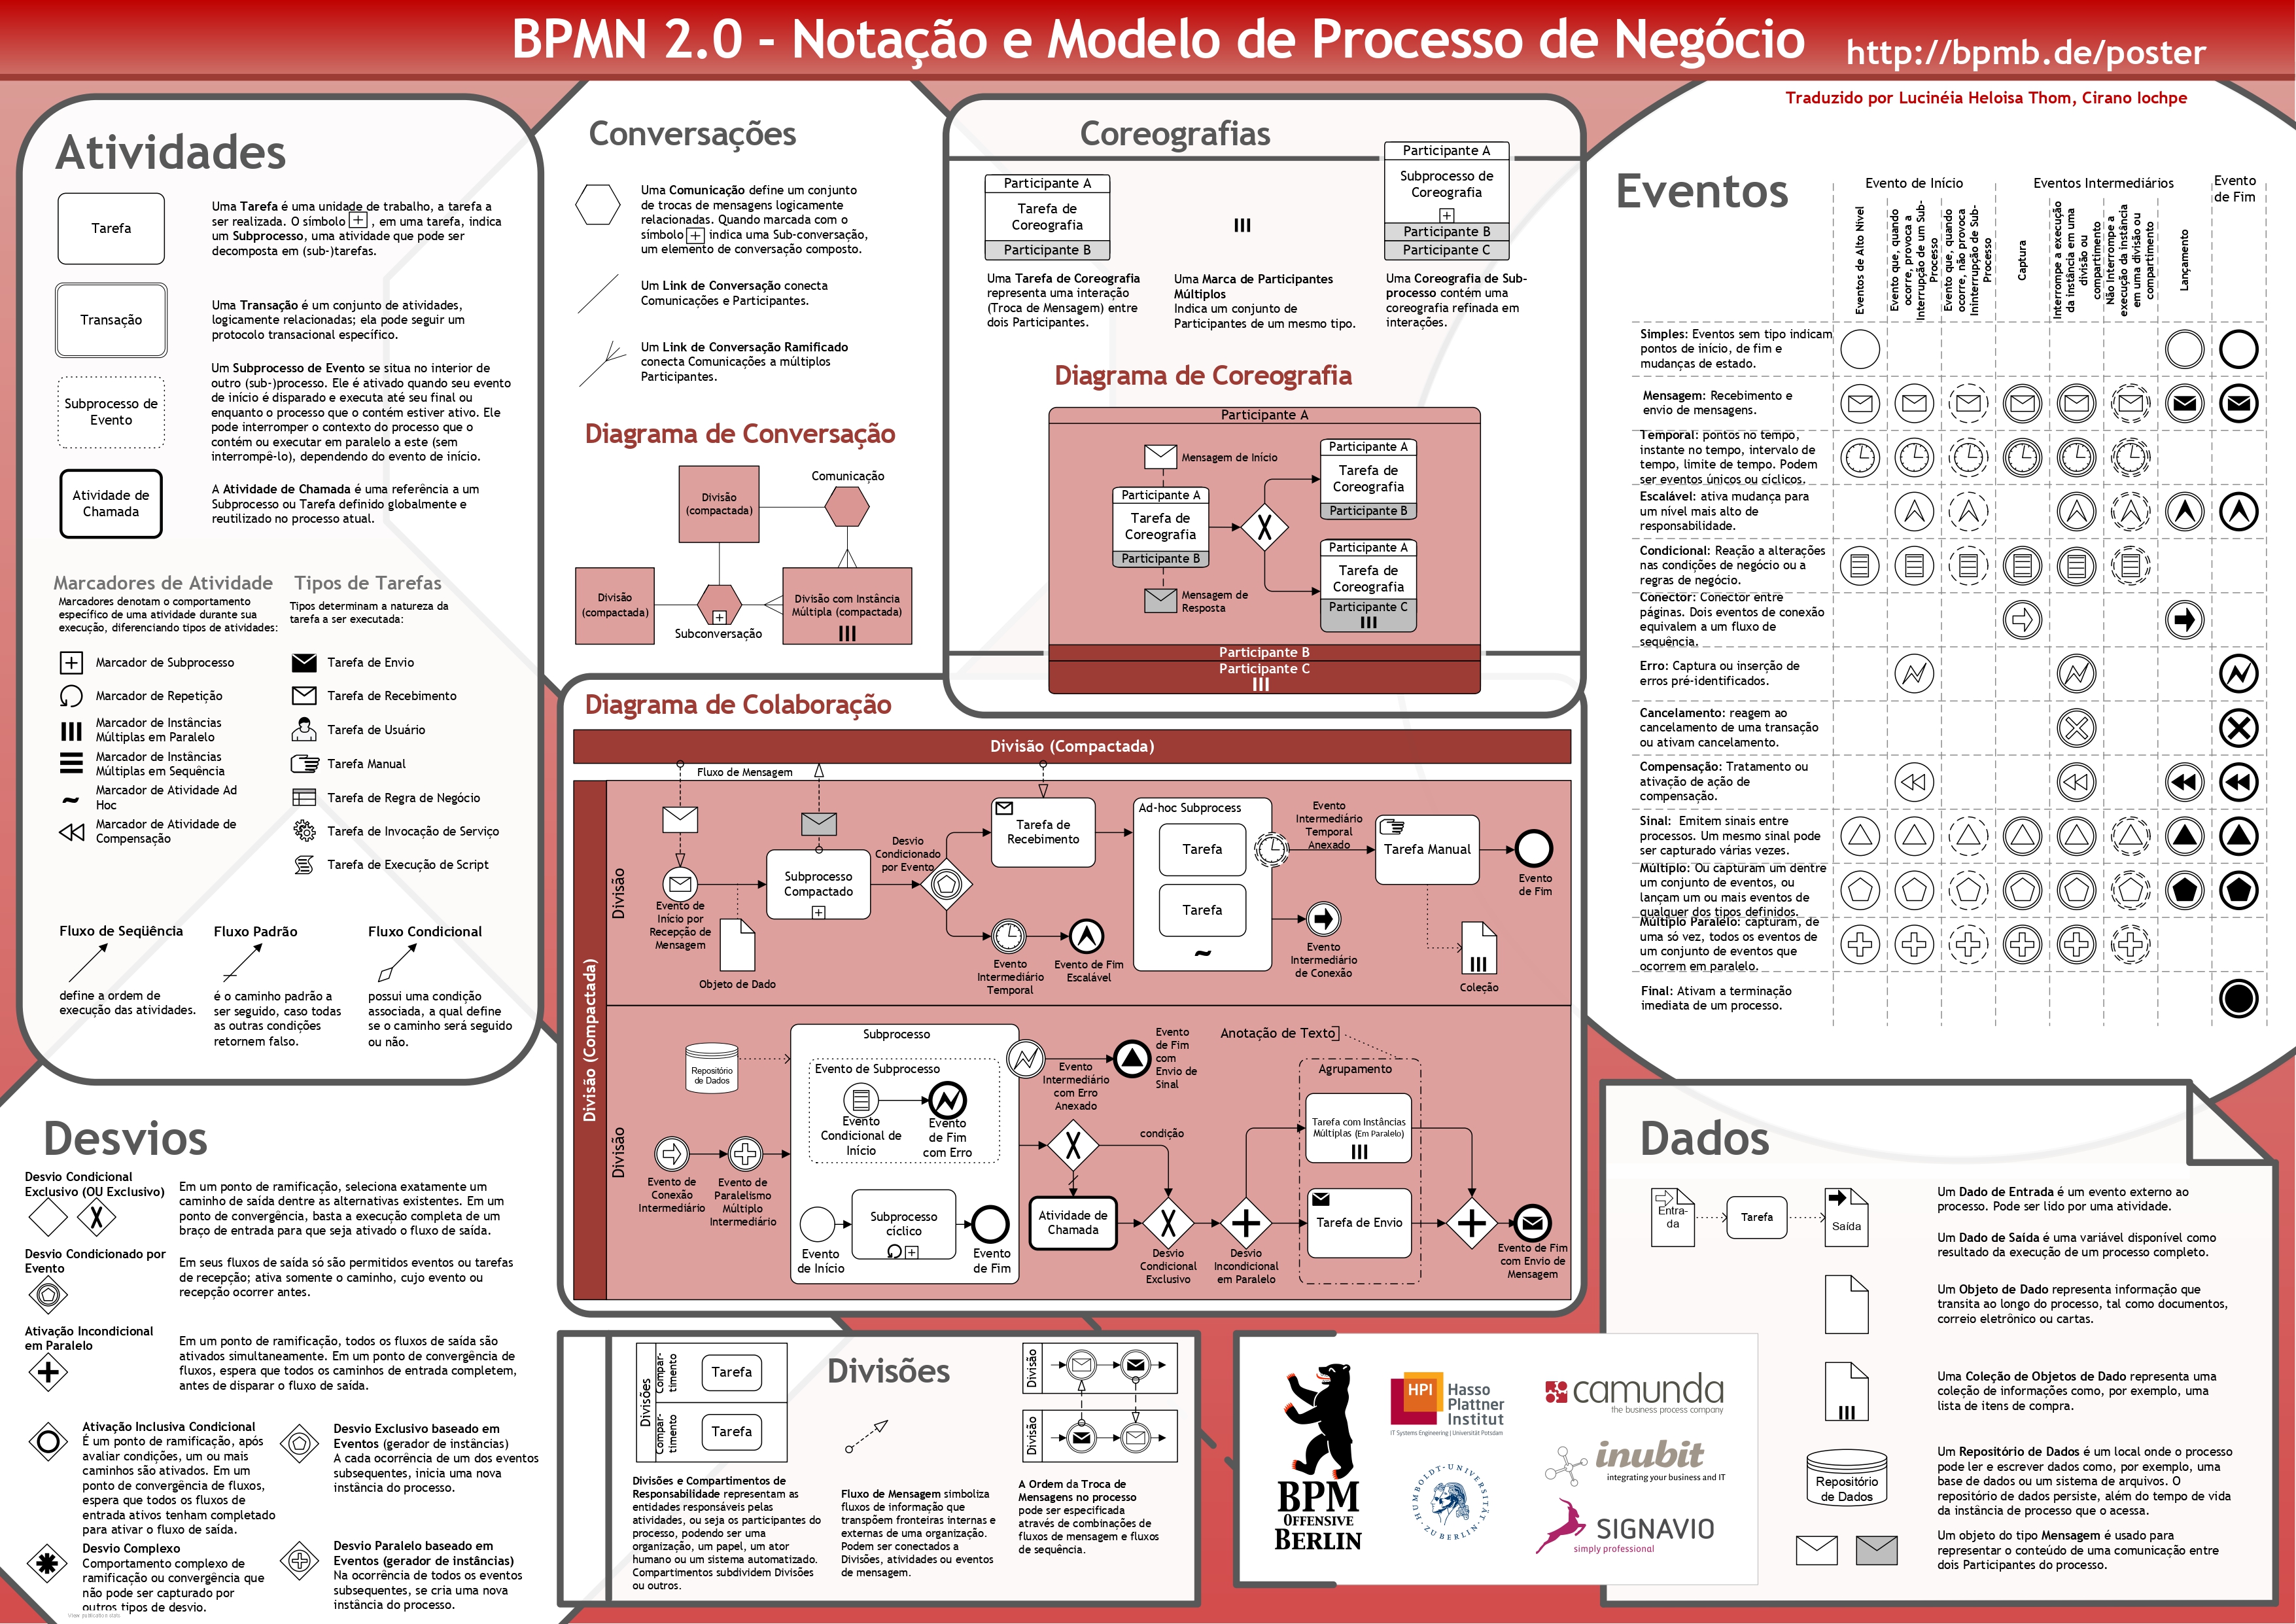 BPMN 2.0 - Notação e Modelo de Processo de Negócio
http://bpmb.de/poster
Traduzido por Lucinéia Heloisa Thom, Cirano Iochpe
Atividades
Tarefa
Uma Tarefa é uma unidade de trabalho, a tarefa a
ser realizada. O símbolo + , em uma tarefa, indica
um Subprocesso, uma atividade que pode ser
decomposta em (sub-)tarefas.
Transação
Uma Transação é um conjunto de atividades,
logicamente relacionadas; ela pode seguir um
protocolo transacional específico.
Subprocesso de
Evento
Um Subprocesso de Evento se situa no interior de
outro (sub-)processo. Ele é ativado quando seu evento
de início é disparado e executa até seu final ou
enquanto o processo que o contém estiver ativo. Ele
pode interromper o contexto do processo que o
contém ou executar em paralelo a este (sem
interrompê-lo), dependendo do evento de início.
Atividade de
Chamada
A Atividade de Chamada é uma referência a um
Subprocesso ou Tarefa definido globalmente e
reutilizado no processo atual.
Marcadores de Atividade
Marcadores denotam o comportamento
específico de uma atividade durante sua
execução, diferenciando tipos de atividades:
Marcador de Subprocesso
Marcador de Repetição
Marcador de Instâncias
Múltiplas em Paralelo
Marcador de Instâncias
Múltiplas em Sequência
Marcador de Atividade Ad
Hoc
Marcador de Atividade de
Compensação
Tipos de Tarefas
Tipos determinam a natureza da
tarefa a ser executada:
Tarefa de Envio
Tarefa de Recebimento
Tarefa de Usuário
Tarefa Manual
Tarefa de Regra de Negócio
Tarefa de Invocação de Serviço
Tarefa de Execução de Script
Fluxo de Seqüência
define a ordem de
execução das atividades.
Fluxo Padrão
é o caminho padrão a
ser seguido, caso todas
as outras condições
retornem falso.
Fluxo Condicional
possui uma condição
associada, a qual define
se o caminho será seguido
ou não.
Desvios
Desvio Condicional
Exclusivo (OU Exclusivo)
Em um ponto de ramificação, seleciona exatamente um
caminho de saída dentre as alternativas existentes. Em um
ponto de convergência, basta a execução completa de um
braço de entrada para que seja ativado o fluxo de saída.
Desvio Condicionado por
Evento
Em seus fluxos de saída só são permitidos eventos ou tarefas
de recepção; ativa somente o caminho, cujo evento ou
recepção ocorrer antes.
Ativação Incondicional
em Paralelo
Em um ponto de ramificação, todos os fluxos de saída são
ativados simultaneamente. Em um ponto de convergência de
fluxos, espera que todos os caminhos de entrada completem,
antes de disparar o fluxo de saída.
Ativação Inclusiva Condicional
É um ponto de ramificação, após
avaliar condições, um ou mais
caminhos são ativados. Em um
ponto de convergência de fluxos,
espera que todos os fluxos de
entrada ativos tenham completado
para ativar o fluxo de saída.
Desvio Complexo
Comportamento complexo de
ramificação ou convergência que
não pode ser capturado por
outros tipos de desvio.
View publication stats
Desvio Exclusivo baseado em
Eventos (gerador de instâncias)
A cada ocorrência de um dos eventos
subsequentes, inicia uma nova
instância do processo.
Desvio Paralelo baseado em
Eventos (gerador de instâncias)
Na ocorrência de todos os eventos
subsequentes, se cria uma nova
instância do processo.
Conversações
Uma Comunicação define um conjunto
de trocas de mensagens logicamente
relacionadas. Quando marcada com o
símbolo + indica uma Sub-conversação,
um elemento de conversação composto.
Um Link de Conversação conecta
Comunicações e Participantes.
Um Link de Conversação Ramificado
conecta Comunicações a múltiplos
Participantes.
Diagrama de Conversação
Divisão
(compactada)
Comunicação
Divisão
(compactada)
Subconversação
Divisão com Instância
Múltipla (compactada)
Coreografias
Participante A
Tarefa de
Coreografia
Participante B
Uma Tarefa de Coreografia
representa uma interação
(Troca de Mensagem) entre
dois Participantes.
Uma Marca de Participantes
Múltiplos
Indica um conjunto de
Participantes de um mesmo tipo.
Participante A
Subprocesso de
Coreografia
Participante B
Participante C
Uma Coreografia de Sub-
processo contém uma
coreografia refinada em
interações.
Diagrama de Coreografia
Participante A
Mensagem de Início
Participante A
Tarefa de
Coreografia
Participante B
Mensagem de
Resposta
X
Participante A
Tarefa de
Coreografia
Participante B
Participante A
Tarefa de
Coreografia
Participante C
Participante B
Participante C
Diagrama de Colaboração
Divisão (Compactada)
Fluxo de Mensagem
Divisão (Compactada)
Divisão
Evento de
Início por
Recepção de
Mensagem
Objeto de Dado
Subprocesso
Compactado
Desvio
Condicionado
por Evento
Tarefa de
Recebimento
Evento
Intermediário
Temporal
Evento de Fim
Escalável
Ad-hoc Subprocess
Tarefa
Tarefa
~
Evento
Intermediário
Temporal
Anexado
Evento
Intermediário
de Conexão
Tarefa Manual
Evento
de Fim
Coleção
Divisão
Repositório
de Dados
Evento de
Conexão
Intermediário
Evento de
Paralelismo
Múltiplo
Intermediário
Subprocesso
Evento de Subprocesso
Evento
Condicional de
Início
Evento
de Fim
com Erro
Evento
de Início
Subprocesso
cíclico
Evento
de Fim
Evento
Intermediário
com Erro
Anexado
Evento
de Fim
com
Envio de
Sinal
X
condição
Atividade de
Chamada
X
Desvio
Condicional
Exclusivo
Desvio
Incondicional
em Paralelo
Anotação de Texto
Agrupamento
Tarefa com Instâncias
Múltiplas (Em Paralelo)
Tarefa de Envio
Evento de Fim
com Envio de
Mensagem
Divisões
Divisões
Compar-
timento
Tarefa
Compar-
timento
Tarefa
Divisões e Compartimentos de
Responsabilidade representam as
entidades responsáveis pelas
atividades, ou seja os participantes do
processo, podendo ser uma
organização, um papel, um ator
humano ou um sistema automatizado.
Compartimentos subdividem Divisões
ou outros.
Fluxo de Mensagem simboliza
fluxos de informação que
transpõem fronteiras internas e
externas de uma organização.
Podem ser conectados a
Divisões, atividades ou eventos
de mensagem.
Divisão
Divisão
A Ordem da Troca de
Mensagens no processo
pode ser especificada
através de combinações de
fluxos de mensagem e fluxos
de sequência.
BPM
OFFENSIVE
BERLIN
HPI
Hasso
Plattner
Institut
IT Systems Engineering | Universität Potsdam
camunda
the business process company
HUMBOLDT-UNIVERSITÄT ZU BERLIN
inubit
integrating your business and IT
SIGNAVIO
simply professional
Eventos
Evento de Início
Eventos Intermediários
Evento
de Fim
Eventos de Alto Nivel
Evento que, quando
ocorre, provoca a
Interrupção de um Sub-
Processo
Evento que, quando
ocorre, não provoca
Ininterrupção de Sub-
Processo
Captura
Interrompe a execução
da instância em uma
divisão ou
compartimento
Não Interrompe a
execução da instância
em uma divisão ou
compartimento
Lançamento
Simples: Eventos sem tipo indicam
pontos de início, de fim e
mudanças de estado.
Mensagem: Recebimento e
envio de mensagens.
Temporal: pontos no tempo,
instante no tempo, intervalo de
tempo, limite de tempo. Podem
ser eventos únicos ou cíclicos.
Escalável: ativa mudança para
um nível mais alto de
responsabilidade.
Condicional: Reação a alterações
nas condições de negócio ou a
regras de negócio.
Conector: Conector entre
páginas. Dois eventos de conexão
equivalem a um fluxo de
sequência.
Erro: Captura ou inserção de
erros pré-identificados.
Cancelamento: reagem ao
cancelamento de uma transação
ou ativam cancelamento.
Compensação: Tratamento ou
ativação de ação de
compensação.
Sinal: Emitem sinais entre
processos. Um mesmo sinal pode
ser capturado várias vezes.
Múltiplo: Ou capturam um dentre
um conjunto de eventos, ou
lançam um ou mais eventos de
qualquer dos tipos definidos.
Múltiplo Paralelo: capturam, de
uma só vez, todos os eventos de
um conjunto de eventos que
ocorrem em paralelo.
Final: Ativam a terminação
imediata de um processo.
Dados
Entra-
da
Tarefa
Saída
Um Dado de Entrada é um evento externo ao
processo. Pode ser lido por uma atividade.
Um Dado de Saída é uma variável disponível como
resultado da execução de um processo completo.
Um Objeto de Dado representa informação que
transita ao longo do processo, tal como documentos,
correio eletrônico ou cartas.
Uma Coleção de Objetos de Dado representa uma
coleção de informações como, por exemplo, uma
lista de itens de compra.
Repositório
de Dados
Um Repositório de Dados é um local onde o processo
pode ler e escrever dados como, por exemplo, uma
base de dados ou um sistema de arquivos. O
repositório de dados persiste, além do tempo de vida
da instância de processo que o acessa.
Um objeto do tipo Mensagem é usado para
representar o conteúdo de uma comunicação entre
dois Participantes do processo.